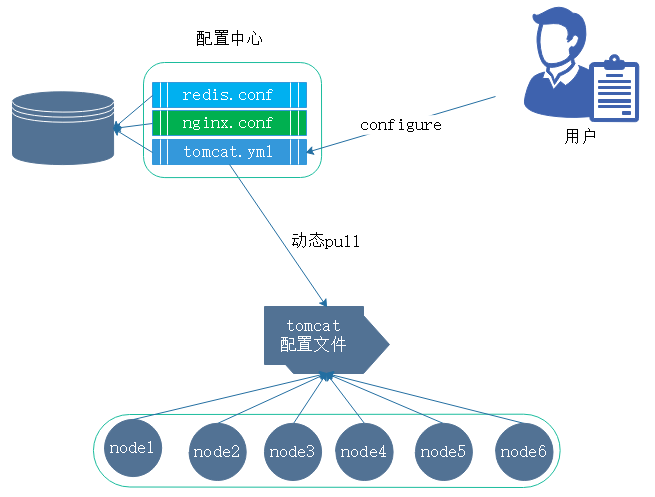 配置中心
redis.conf
nginx.conf
tomcat.yml
configure
用户
动态pull
tomcat
配置文件
node1
node2
node3
node4
node5
node6